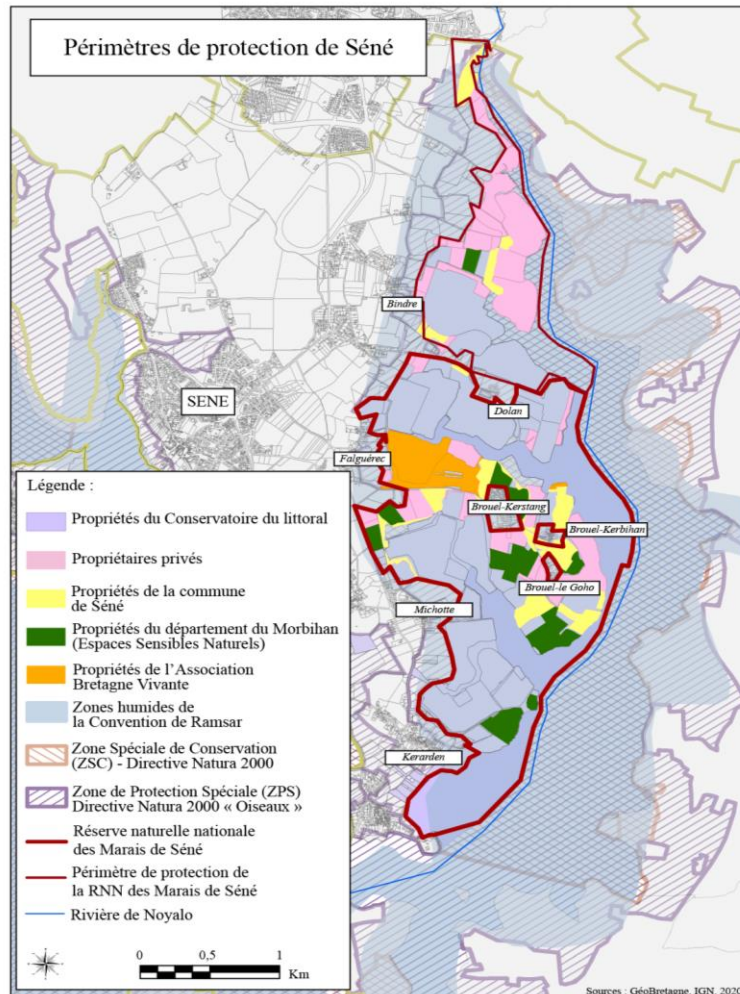 Périmètres de protection de Séné
Bindre
SENE
Dolan
Falguérec
Brouel-Kerstang
Brouel-Kerbihan
Brouel-le Goho
Michotte
Kerarden
Légende :
Propriétés du Conservatoire du littoral
Propriétaires privés
Propriétés de la commune
de Séné
Propriétés du département du Morbihan
(Espaces Sensibles Naturels)
Propriétés de l’Association
Bretagne Vivante
Zones humides de
la Convention de Ramsar
Zone Spéciale de Conservation
(ZSC) - Directive Natura 2000
Zone de Protection Spéciale (ZPS)
Directive Natura 2000 « Oiseaux »
Réserve naturelle nationale
des Marais de Séné
Périmètre de protection de
la RNN des Marais de Séné
Rivière de Noyalo
0 0,5 1
Km
Sources : GéoBretagne, IGN, 2020